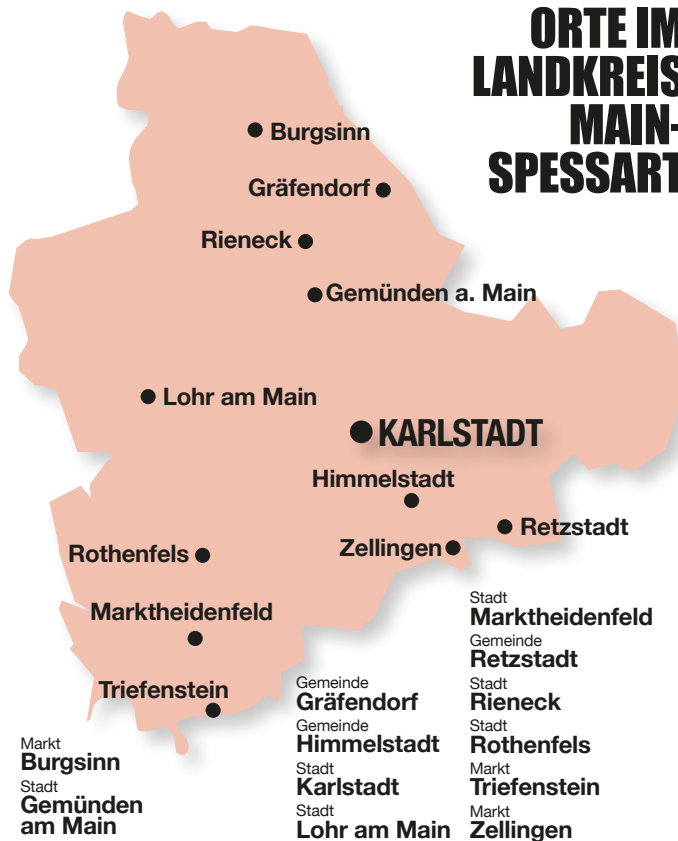 ORTE IM
LANDKREIS
MAIN-
SPESSART
Burgsinn
Gräfendorf
Rieneck
Gemünden a. Main
Lohr am Main
KARLSTADT
Himmelstadt
Retzstadt
Zellingen
Rothenfels
Marktheidenfeld
Triefenstein
Markt
Burgsinn
Stadt
Gemünden
am Main
Gemeinde
Gräfendorf
Gemeinde
Himmelstadt
Stadt
Karlstadt
Stadt
Lohr am Main
Stadt
Marktheidenfeld
Gemeinde
Retzstadt
Stadt
Rieneck
Stadt
Rothenfels
Markt
Triefenstein
Markt
Zellingen